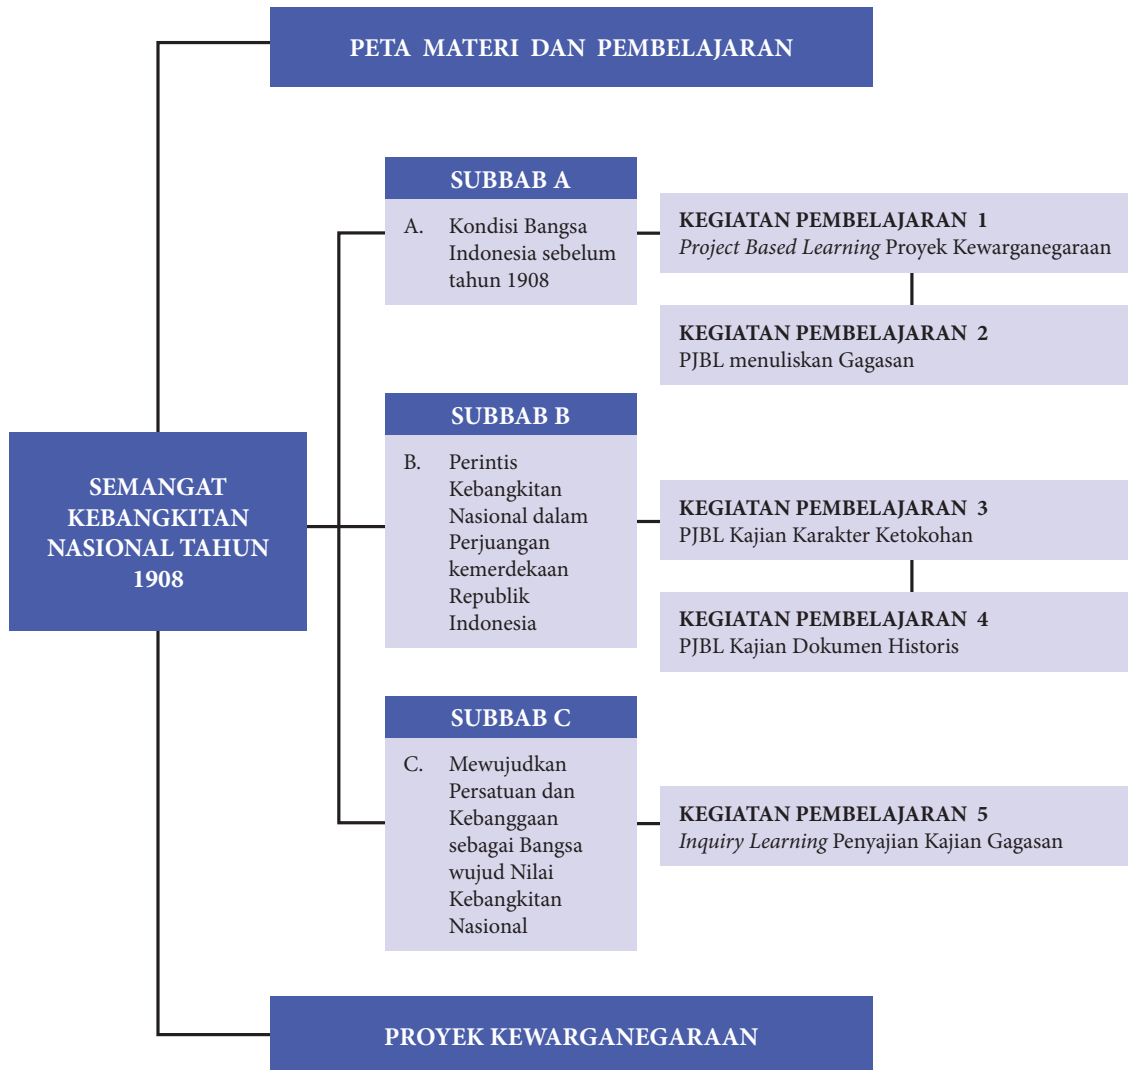 PETA MATERI DAN PEMBELAJARAN
SEMANGAT
KEBANGKITAN
NASIONAL TAHUN
1908
SUBBAB A
A. Kondisi Bangsa
Indonesia sebelum
tahun 1908
KEGIATAN PEMBELAJARAN 1
Project Based Learning Proyek Kewarganegaraan
KEGIATAN PEMBELAJARAN 2
PJBL menuliskan Gagasan
SUBBAB B
B. Perintis
Kebangkitan
Nasional dalam
Perjuangan
kemerdekaan
Republik
Indonesia
KEGIATAN PEMBELAJARAN 3
PJBL Kajian Karakter Ketokohan
KEGIATAN PEMBELAJARAN 4
PJBL Kajian Dokumen Historis
SUBBAB C
C. Mewujudkan
Persatuan dan
Kebanggaan
sebagai Bangsa
wujud Nilai
Kebangkitan
Nasional
KEGIATAN PEMBELAJARAN 5
Inquiry Learning Penyajian Kajian Gagasan
PROYEK KEWARGANEGARAAN